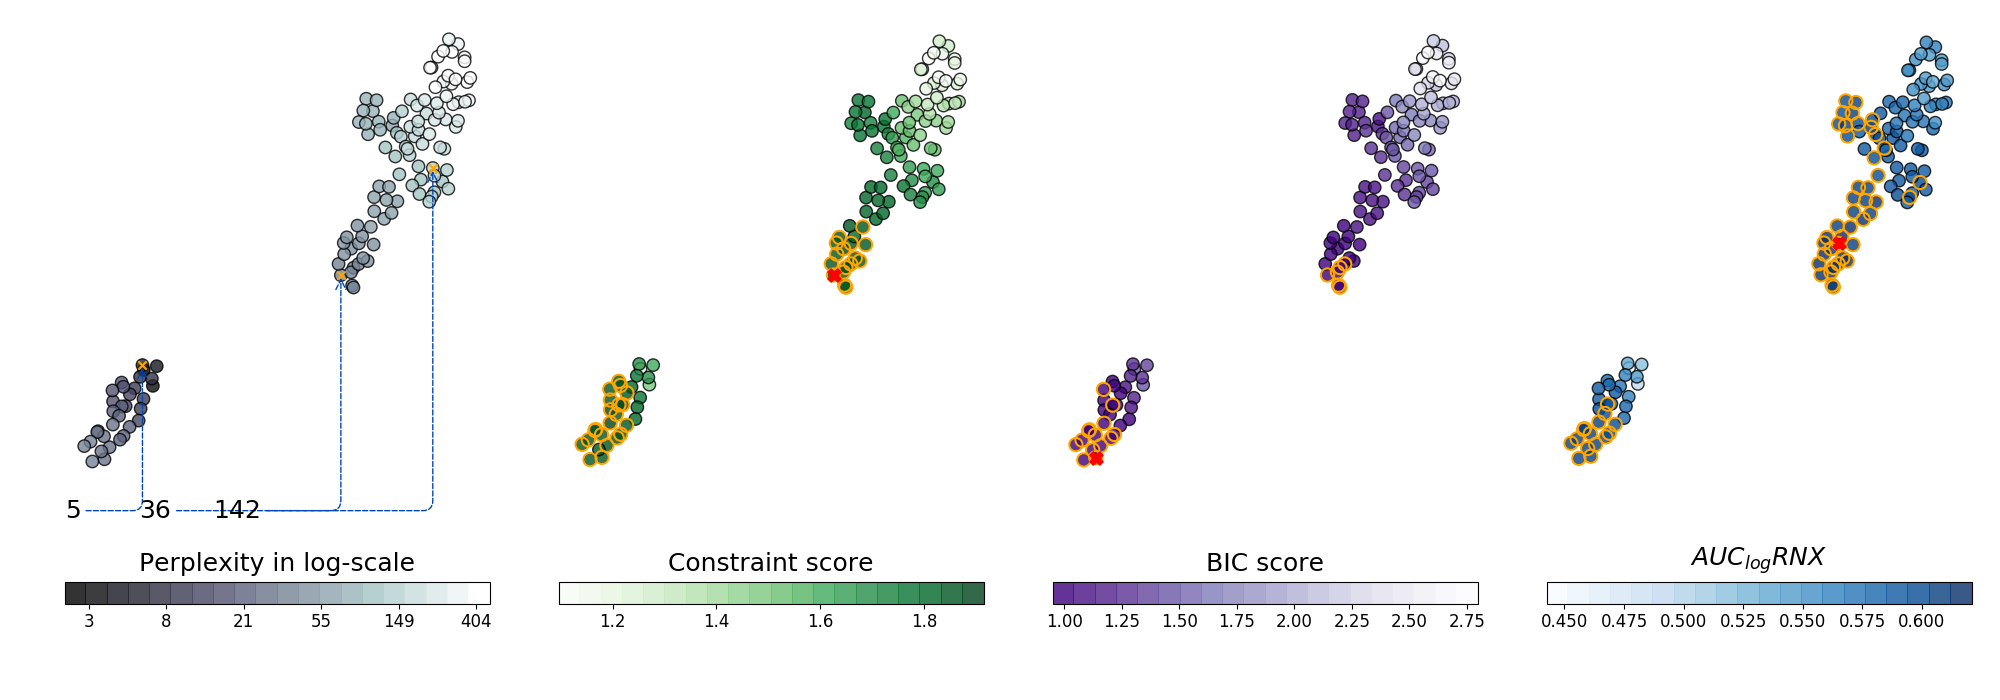 5 36 142
Perplexity in log-scale
3 8 21 55 149 404
Constraint score
1.2 1.4 1.6 1.8
BIC score
1.00 1.25 1.50 1.75 2.00 2.25 2.50 2.75
AUC_{log}RNX
0.450 0.475 0.500 0.525 0.550 0.575 0.600